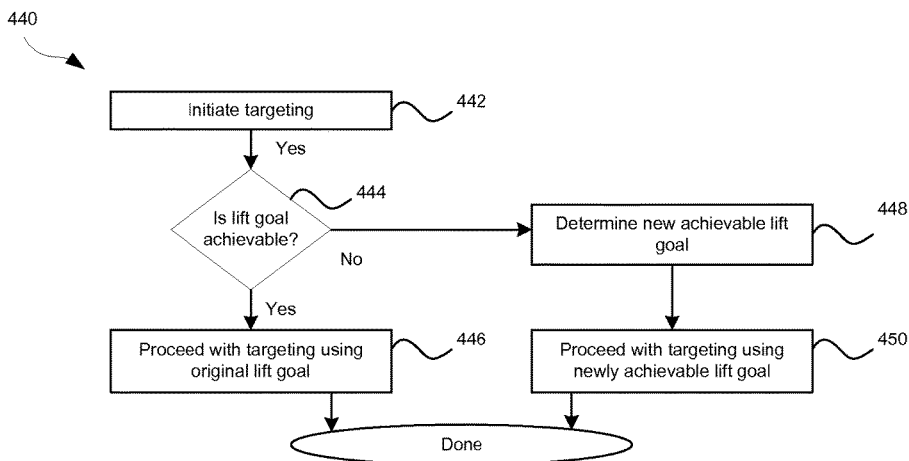 440
Initiate targeting
442
Yes
444
Is lift goal
achievable?
No
Determine new achievable lift
goal
448
Yes
Proceed with targeting using
original lift goal
446
Proceed with targeting using
newly achievable lift goal
450
Done